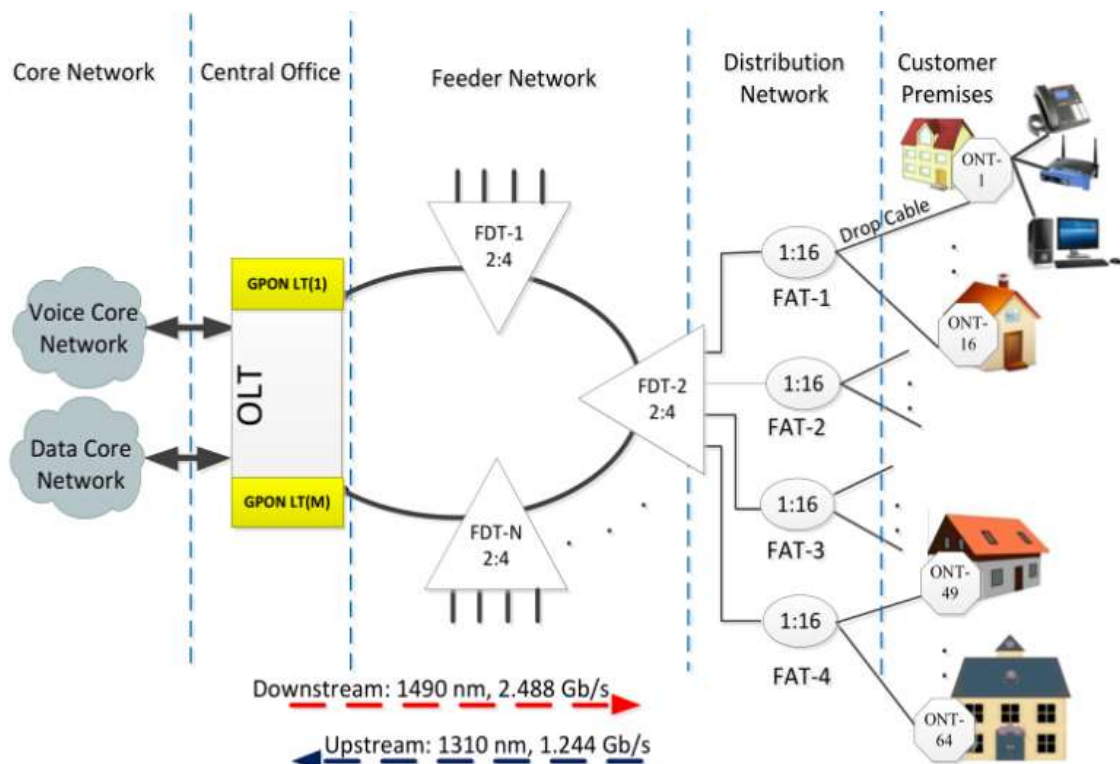 Core Network
Central Office
Feeder Network
Distribution
Network
Customer
Premises
ONT-
1
FDT-1
2:4
Drop Cable
1:16
FAT-1
GPON LT(1)
Voice Core
Network
OLT
ONT-
16
FDT-2
2:4
1:16
FAT-2
Data Core
Network
GPON LT(M)
FDT-N
2:4
1:16
FAT-3
ONT-
49
1:16
FAT-4
ONT-
64
Downstream: 1490 nm, 2.488 Gb/s
Upstream: 1310 nm, 1.244 Gb/s